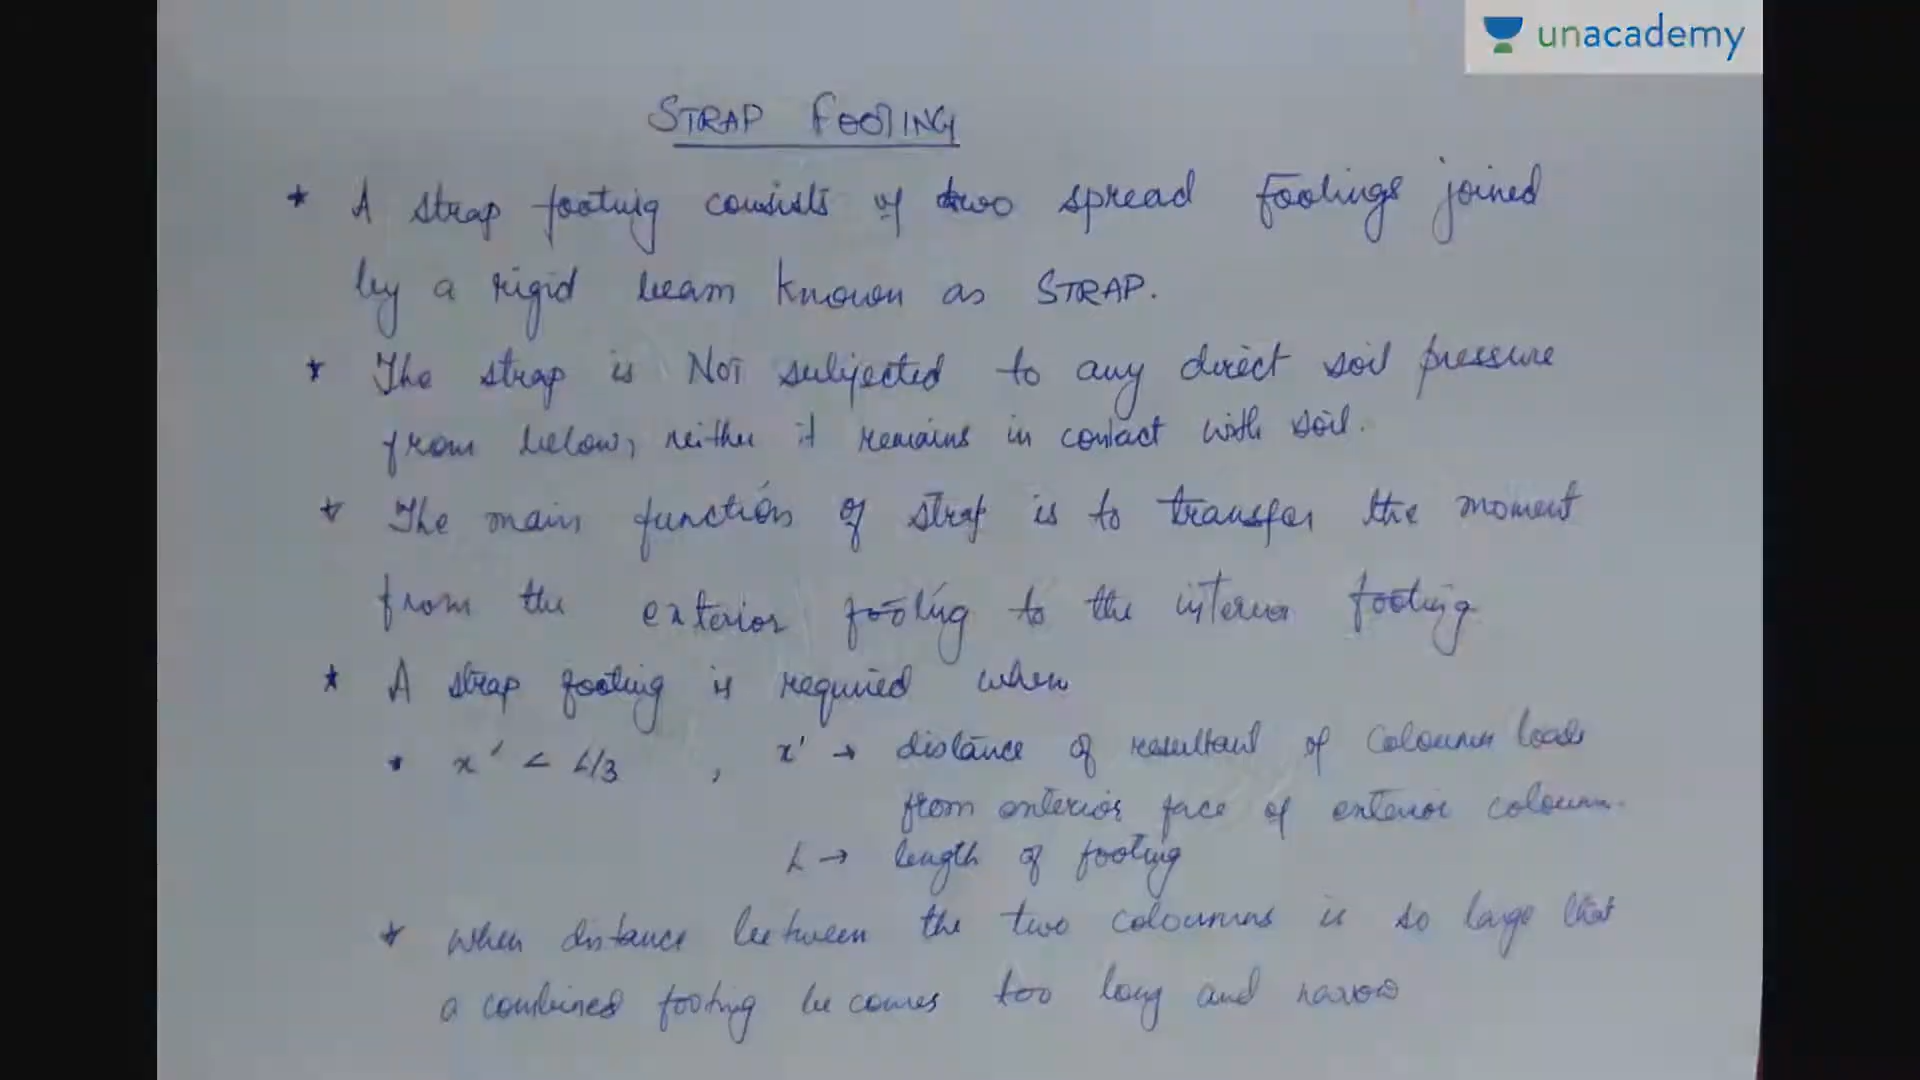 unacademy
STRAP FOOTING
* A strap footing consists of two spread footings joined
by a rigid beam known as STRAP.
* The strap is NOT subjected to any direct soil pressure
from below, neither it remains in contact with soil.
* The main function of strap is to transfer the moment
from the exterior footing to the interior footing
* A strap footing is required when
* x' < L/3 , x' → distance of resultant of coloumn loads
from exterior face of exterior coloumn.
L → length of footing
* when distance between the two coloumns is so large that
a combined footing becomes too long and narrow